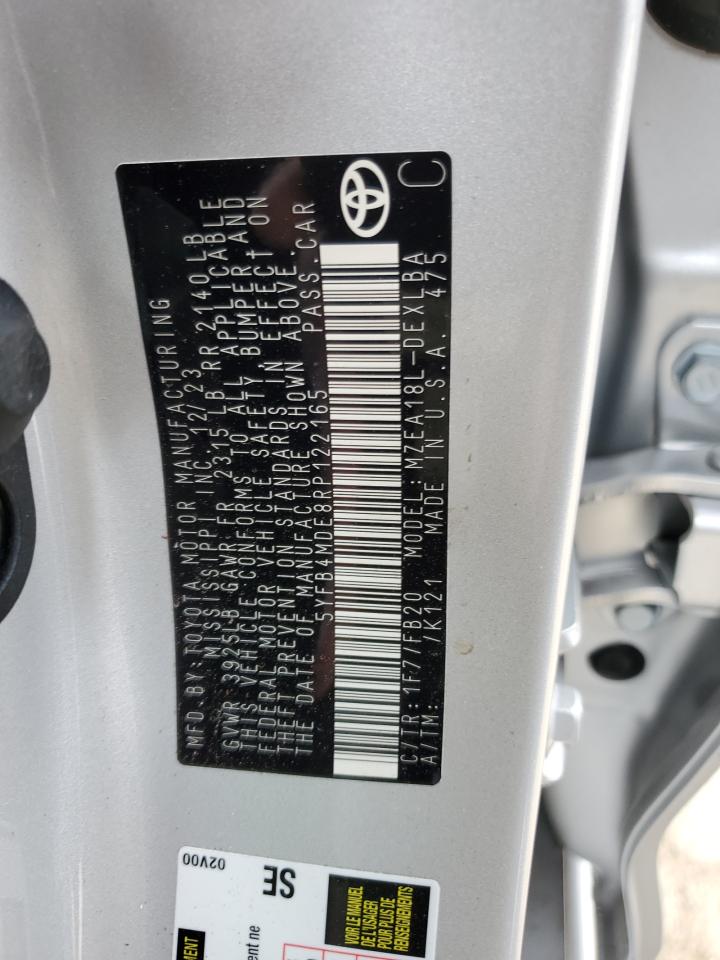 MFD. BY: TOYOTA MOTOR MANUFACTURING
MISSISSIPPI INC. 12/23
GVWR 3925LB GAWR FR 2315 LB RR 2140 LB
THIS VEHICLE CONFORMS TO ALL APPLICABLE
FEDERAL MOTOR VEHICLE SAFETY, BUMPER, AND
THEFT PREVENTION STANDARDS IN EFFECT ON
THE DATE OF MANUFACTURE SHOWN ABOVE.
5YFB4MDE8RP122165 PASS.CAR
C/TR: 1F7/FB20 MODEL: MZEA18L-DEXLBA
A/TM: /K121 MADE IN U.S.A. 475
C
02V00
SE
ent ne
VOIR LE MANUEL
DE L'USAGER
POUR PLUS DE
RENSEIGNEMENTS